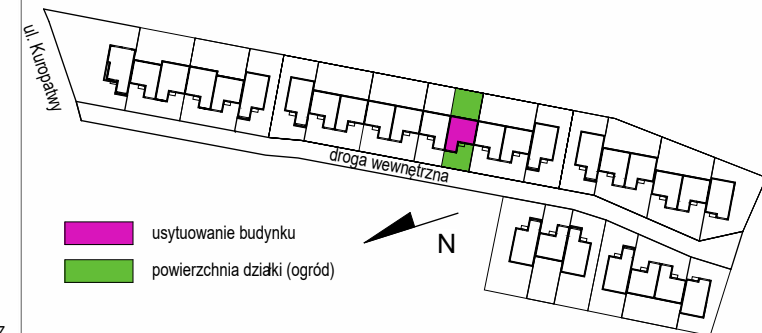 ul. Kuropatwy
droga wewnętrzna
usytuowanie budynku
N
powierzchnia działki (ogród)
z